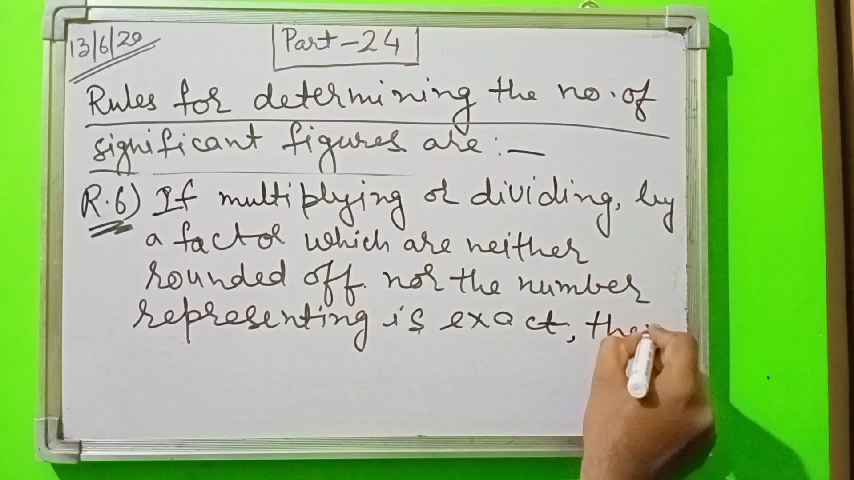 13/6/20
Part-24
Rules for determining the no. of
significant figures are:—
R.6) If multiplying or dividing, by
a factor which are neither
rounded off. nor the number
representing is exact, the